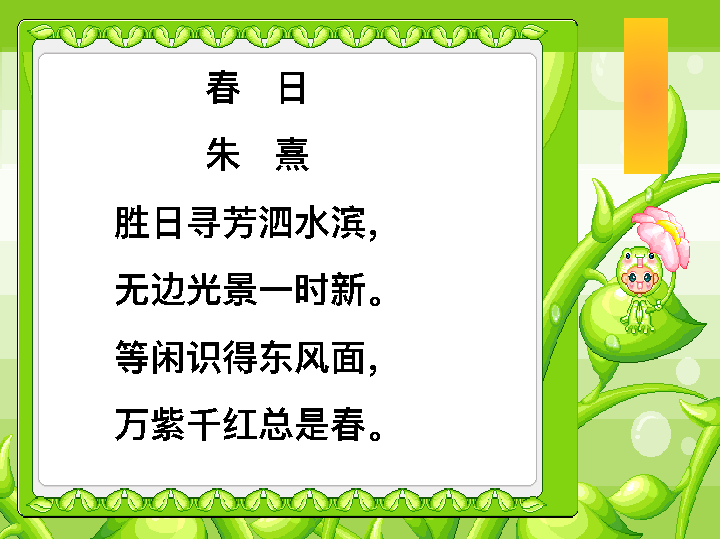 春 日
朱 熹
胜日寻芳泗水滨，
无边光景一时新。
等闲识得东风面，
万紫千红总是春。